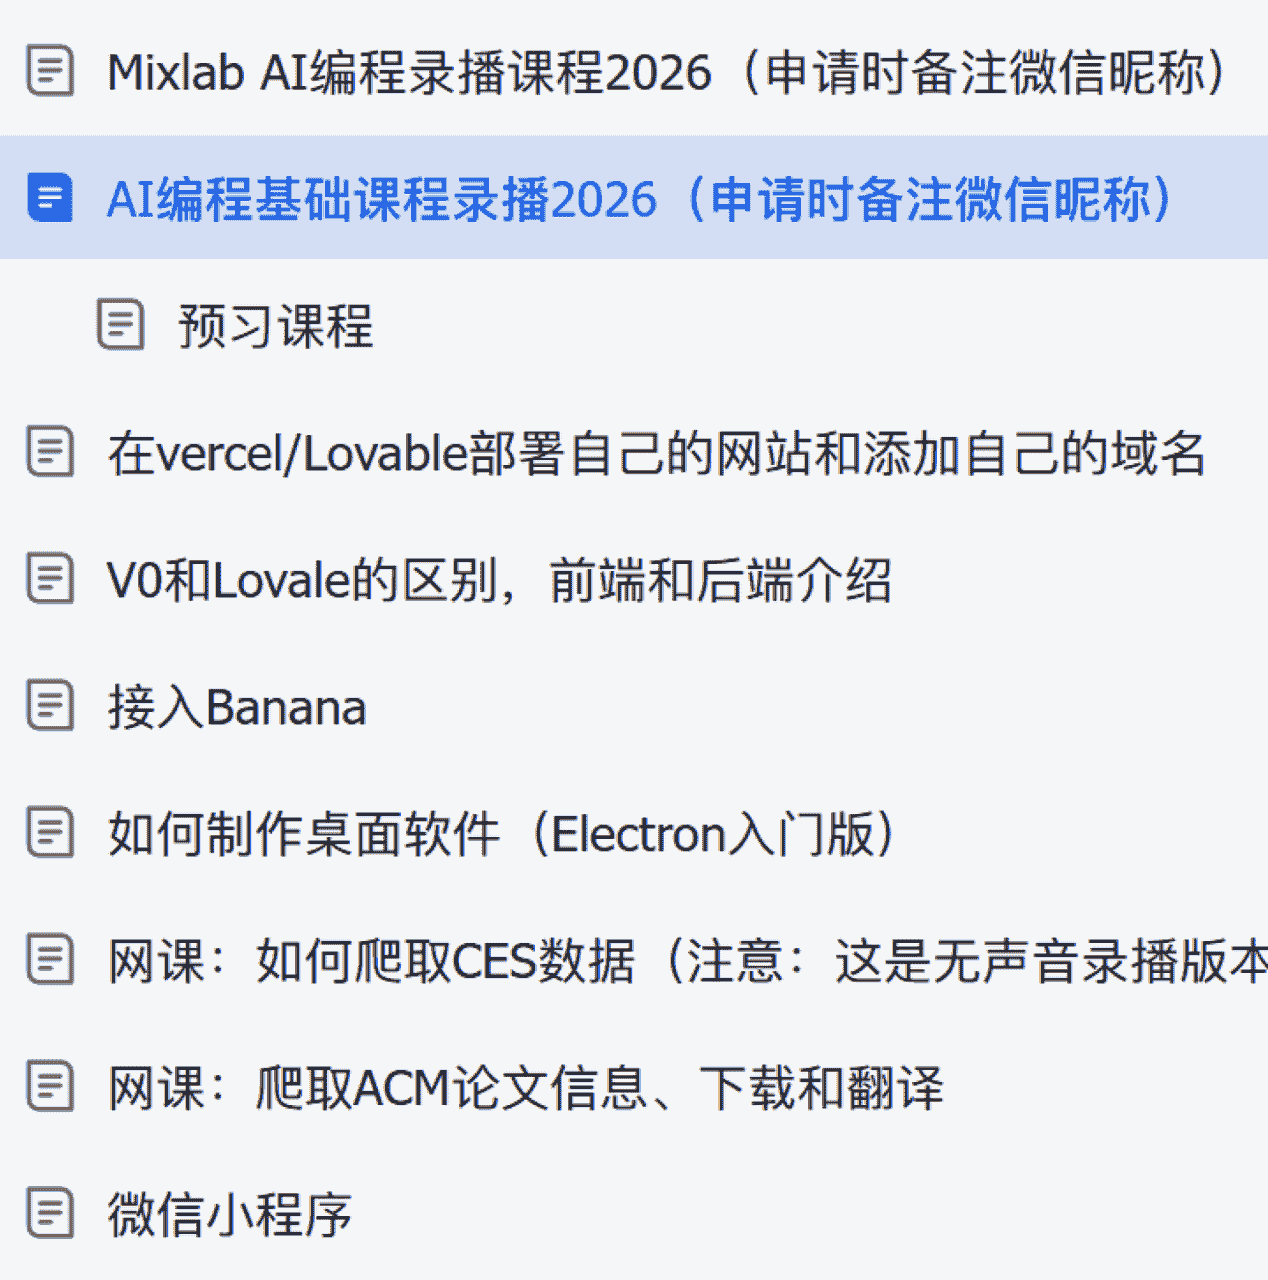 Mixlab AI编程录播课程2026（申请时备注微信昵称）
AI编程基础课程录播2026（申请时备注微信昵称）
预习课程
在vercel/Lovable部署自己的网站和添加自己的域名
V0和Lovale的区别，前端和后端介绍
接入Banana
如何制作桌面软件（Electron入门版）
网课：如何爬取CES数据（注意：这是无声音录播版本
网课：爬取ACM论文信息、下载和翻译
微信小程序